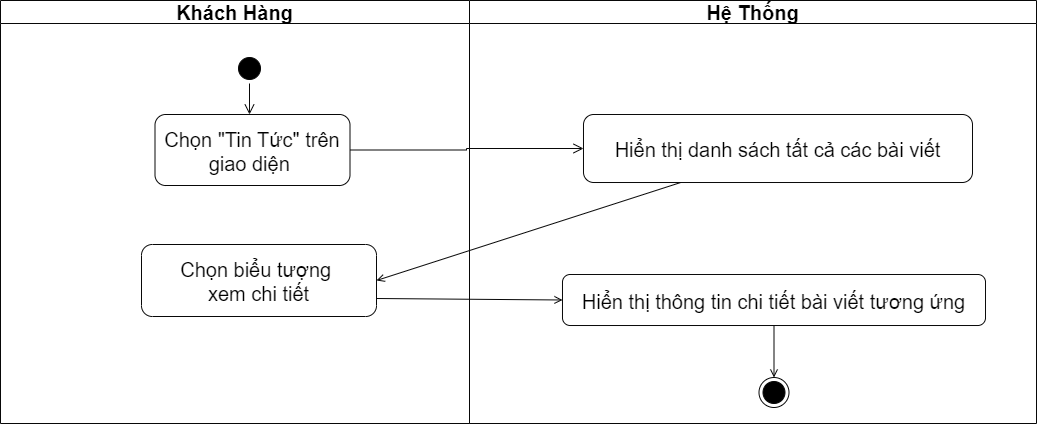 Khách Hàng
Hệ Thống
Chọn "Tin Tức" trên
giao diện
Hiển thị danh sách tất cả các bài viết
Chọn biểu tượng
xem chi tiết
Hiển thị thông tin chi tiết bài viết tương ứng